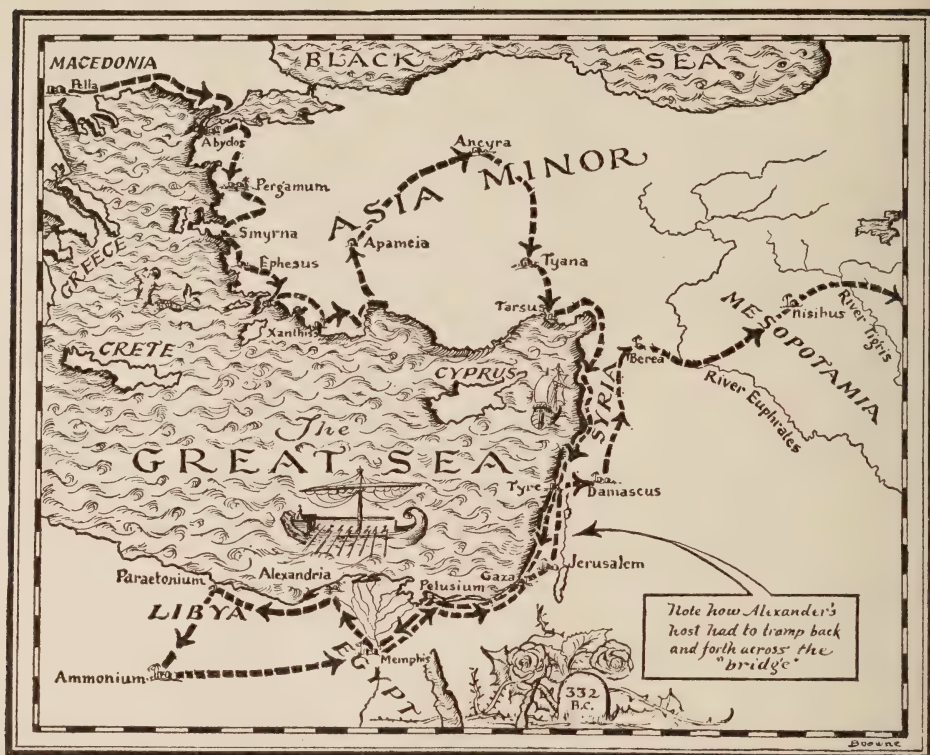 MACEDONIA
BLACK SEA
Pella
Abydos
Ancyra
Pergamum
ASIA MINOR
Smyrna
Apameia
GREECE
Ephesus
Tyana
Tarsus
Xanthus
Nisibus
River Tigris
MESOPOTAMIA
CRETE
CYPRUS
Berea
River Euphrates
SYRIA
The
GREAT SEA
Tyre
Damascus
Paraetonium
Alexandria
Pelusium
Gaza
Jerusalem
LIBYA
Note how Alexander's
host had to tramp back
and forth across the
"bridge"
Ammonium
Memphis
EGYPT
332
B.C.